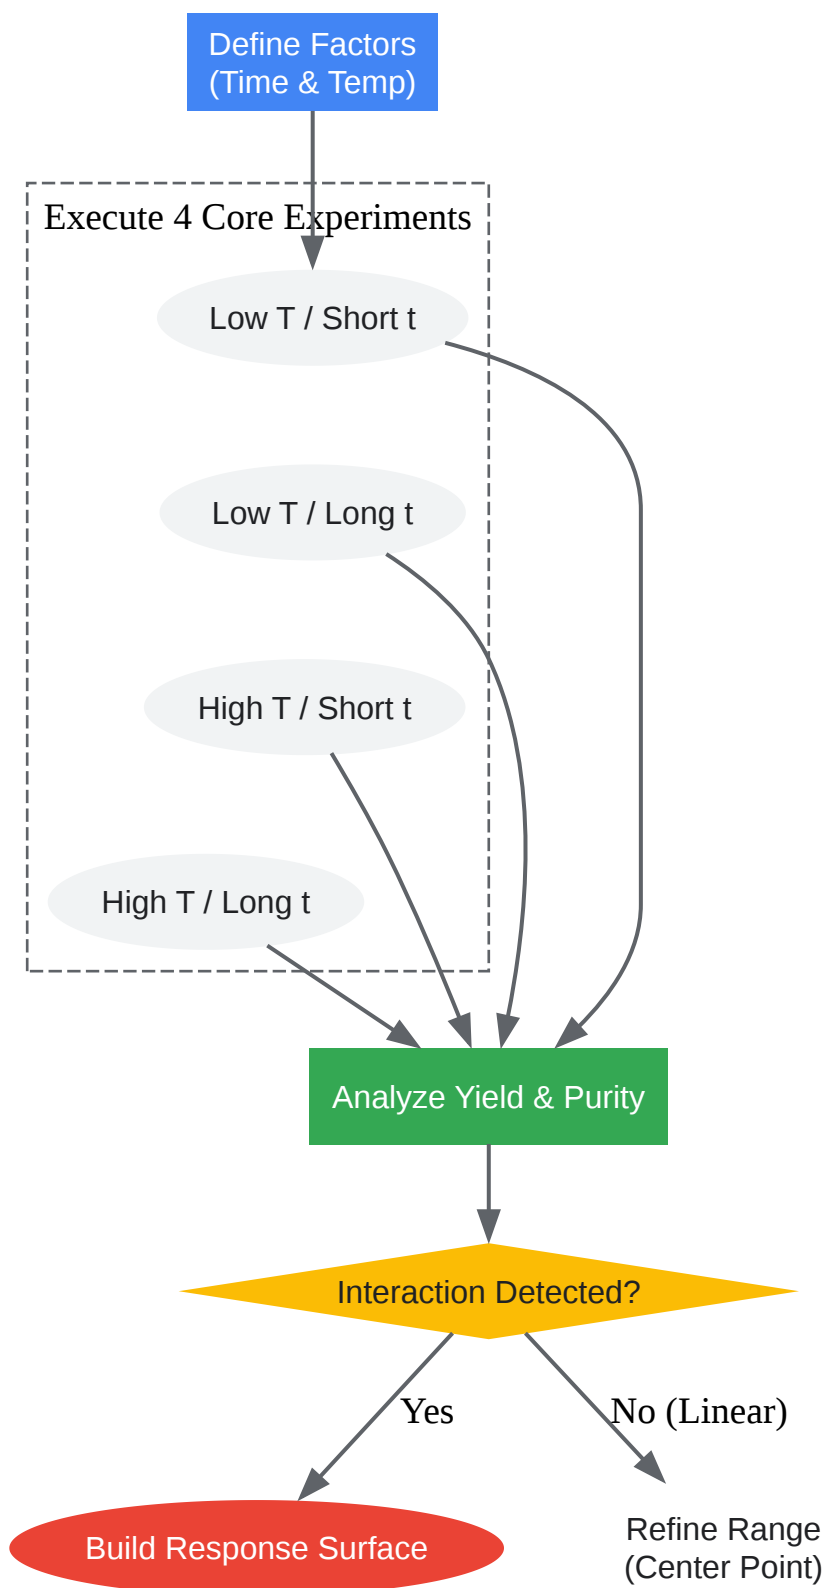 Define Factors
(Time & Temp)
Execute 4 Core Experiments
Low T / Short t
Low T / Long t
High T / Short t
High T / Long t
Analyze Yield & Purity
Interaction Detected?
Yes
No (Linear)
Build Response Surface
Refine Range
(Center Point)